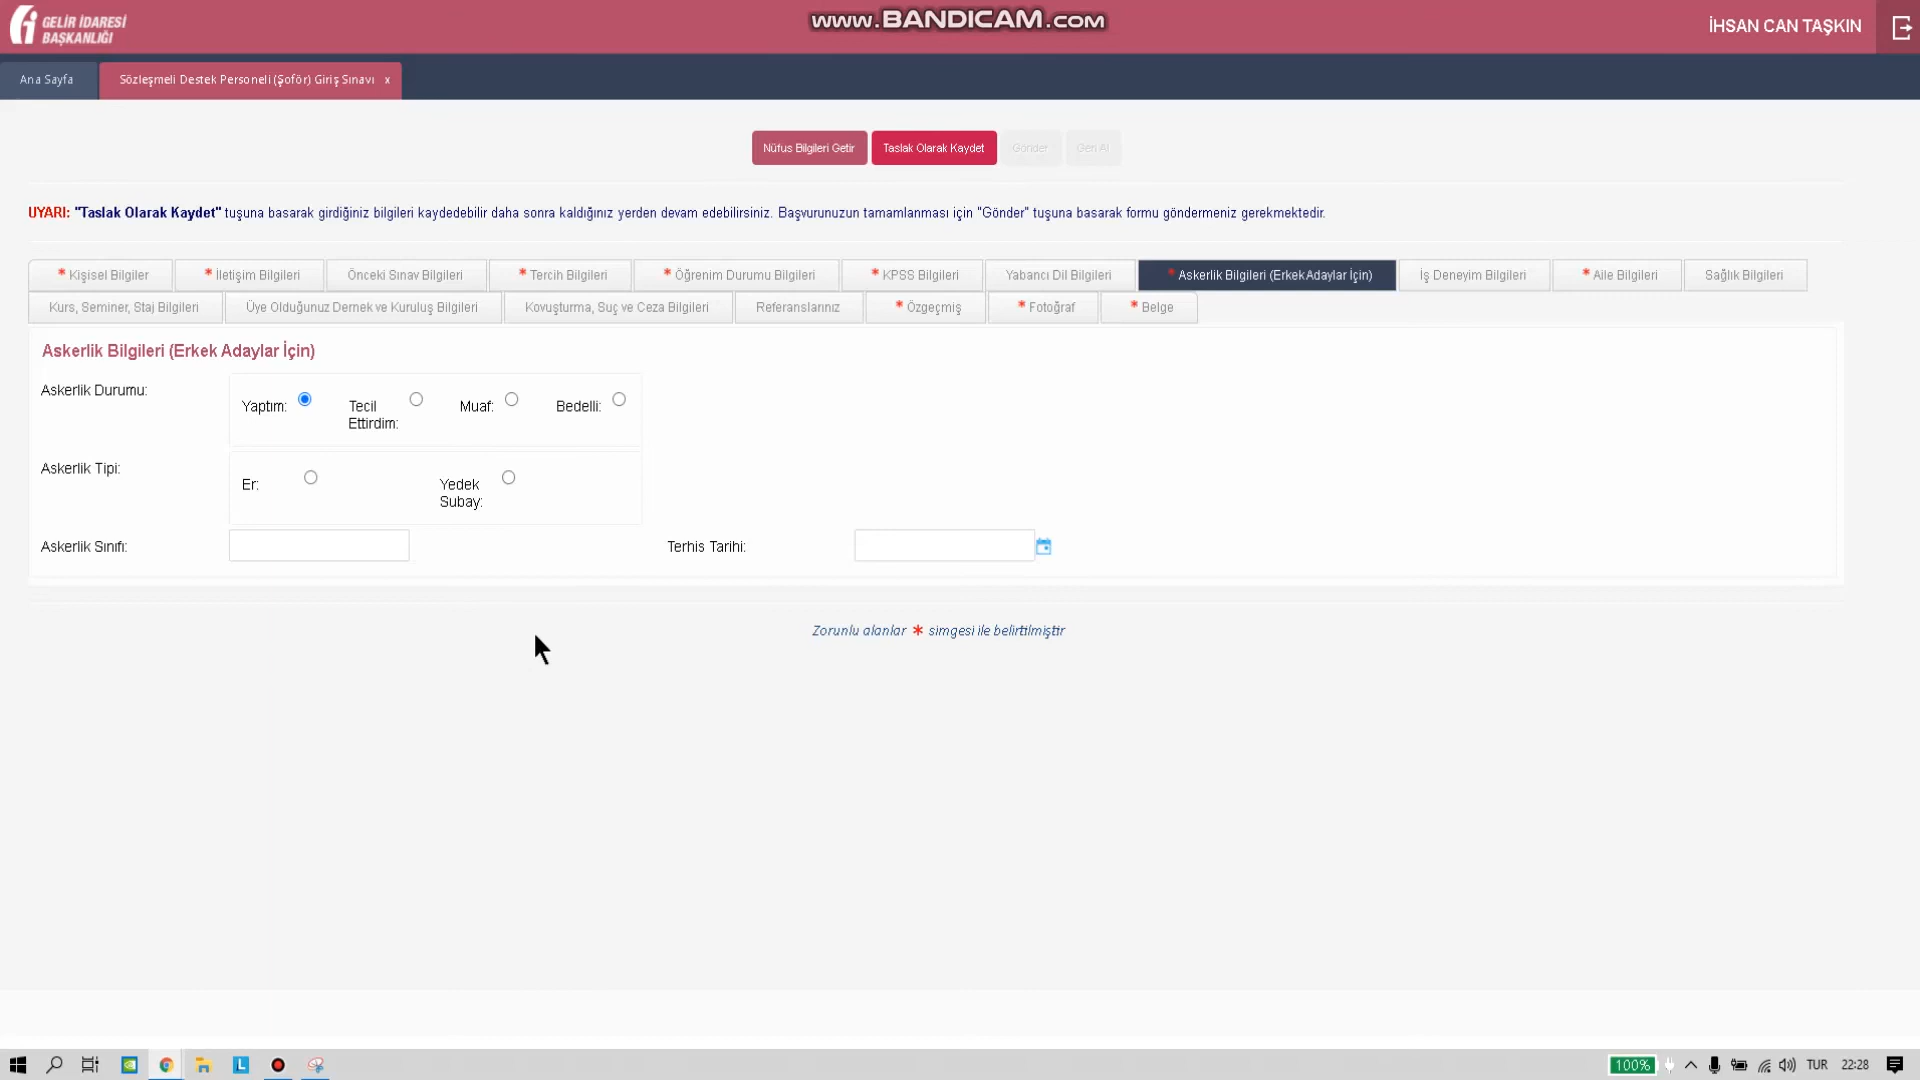 GELİR İDARESİ
BAŞKANLIĞI
www.BANDICAM.com
İHSAN CAN TAŞKIN
Ana Sayfa
Sözleşmeli Destek Personeli (Şoför) Giriş Sınavı x
Nüfus Bilgileri Getir
Taslak Olarak Kaydet
Gönder
Geri Al
UYARI: "Taslak Olarak Kaydet" tuşuna basarak girdiğiniz bilgileri kaydedebilir daha sonra kaldığınız yerden devam edebilirsiniz. Başvurunuzun tamamlanması için "Gönder" tuşuna basarak formu göndermeniz gerekmektedir.
* Kişisel Bilgiler
* İletişim Bilgileri
Önceki Sınav Bilgileri
* Tercih Bilgileri
* Öğrenim Durumu Bilgileri
* KPSS Bilgileri
Yabancı Dil Bilgileri
* Askerlik Bilgileri (Erkek Adaylar İçin)
İş Deneyim Bilgileri
* Aile Bilgileri
Sağlık Bilgileri
Kurs, Seminer, Staj Bilgileri
Üye Olduğunuz Dernek ve Kuruluş Bilgileri
Kovuşturma, Suç ve Ceza Bilgileri
Referanslarınız
* Özgeçmiş
* Fotoğraf
* Belge
Askerlik Bilgileri (Erkek Adaylar İçin)
Askerlik Durumu:
Yaptım:
Tecil
Ettirdim:
Muaf:
Bedelli:
Askerlik Tipi:
Er:
Yedek
Subay:
Askerlik Sınıfı:
Terhis Tarihi:
Zorunlu alanlar * simgesi ile belirtilmiştir
L
100%
TUR
22:28